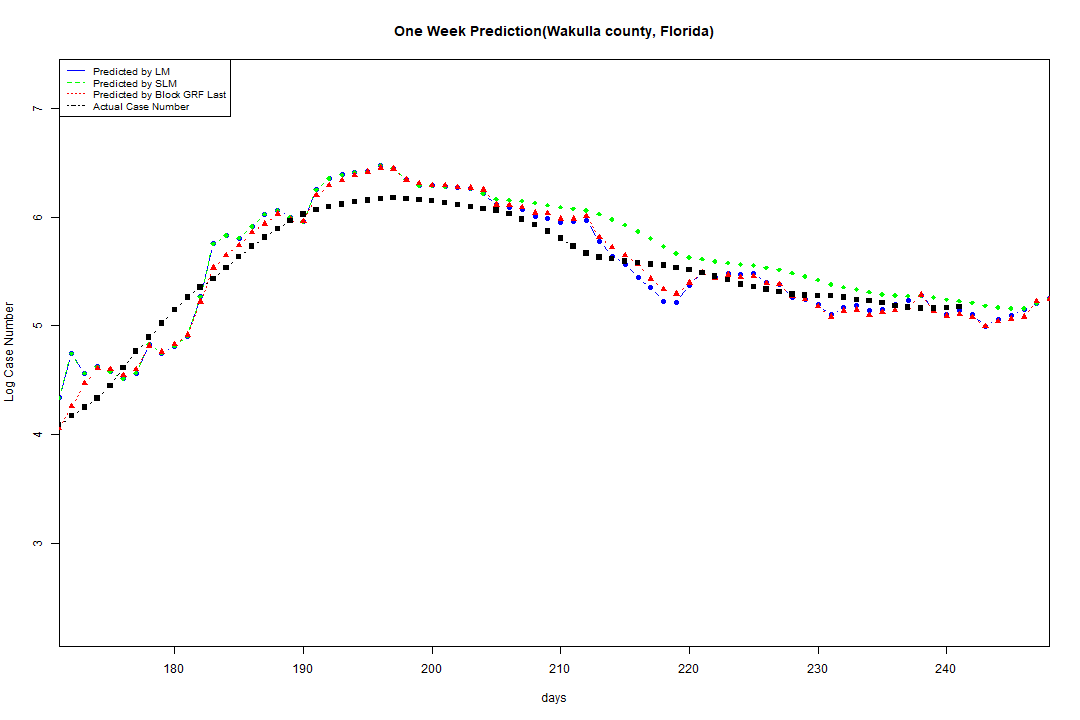 One Week Prediction(Wakulla county, Florida)
Predicted by LM
Predicted by SLM
Predicted by Block GRF Last
Actual Case Number
7
6
5
4
3
Log Case Number
180 190 200 210 220 230 240
days